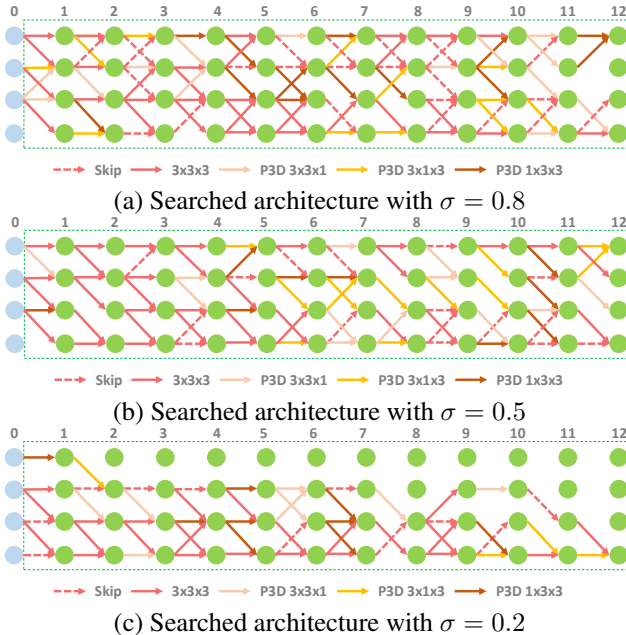 0 1 2 3 4 5 6 7 8 9 10 11 12
Skip 3x3x3 P3D 3x3x1 P3D 3x1x3 P3D 1x3x3
(a) Searched architecture with σ = 0.8
0 1 2 3 4 5 6 7 8 9 10 11 12
Skip 3x3x3 P3D 3x3x1 P3D 3x1x3 P3D 1x3x3
(b) Searched architecture with σ = 0.5
0 1 2 3 4 5 6 7 8 9 10 11 12
Skip 3x3x3 P3D 3x3x1 P3D 3x1x3 P3D 1x3x3
(c) Searched architecture with σ = 0.2